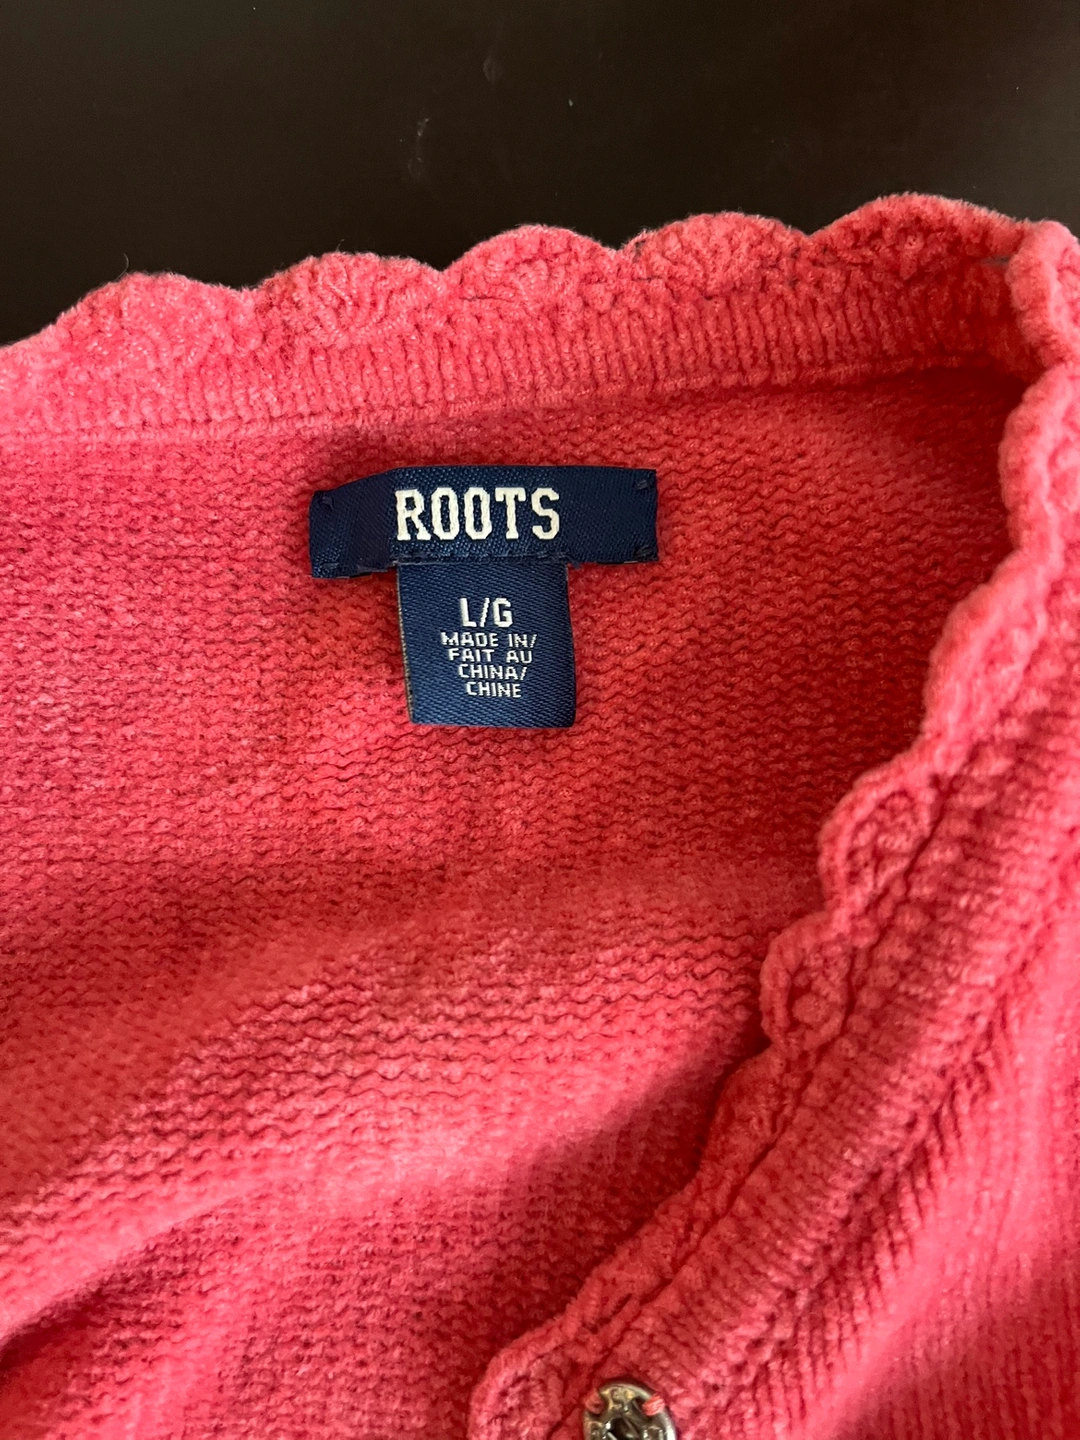 ROOTS
L/G
MADE IN/
FAIT AU
CHINA/
CHINE